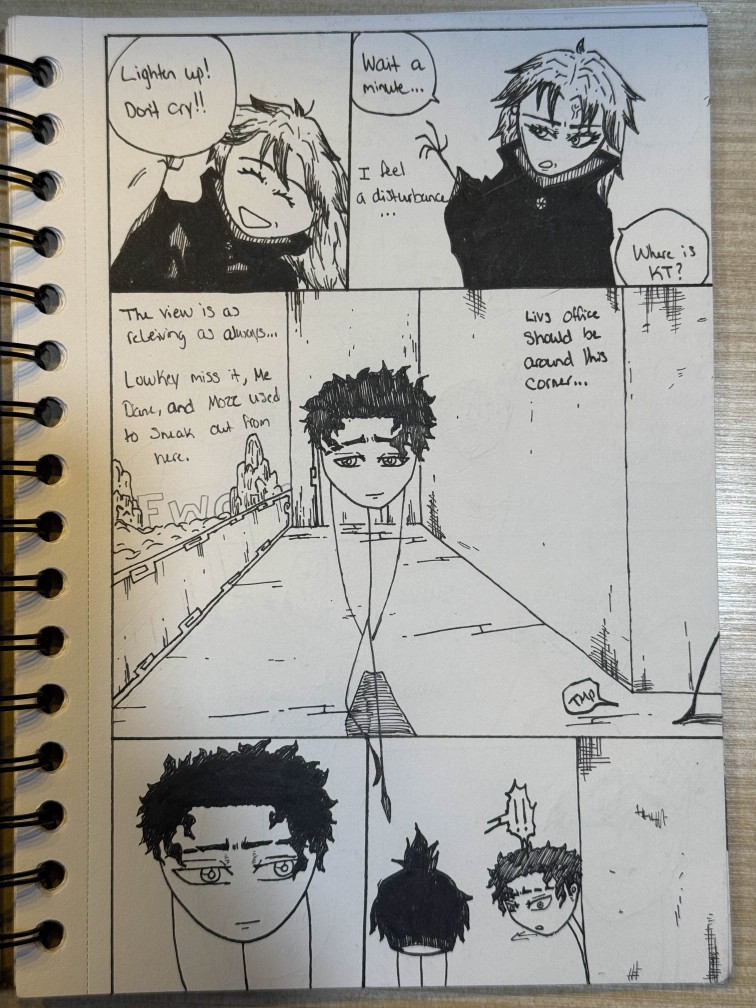 Lighten up!
Don't cry!!
Wait a
minute...
I feel
a disturbance
...
Where is
KT?
The view is as
releiving as always...
Lowkey miss it, Me
Dane, and Moze used
to sneak out from
here.
Livs Office
should be
around this
corner...
TMP
!!!